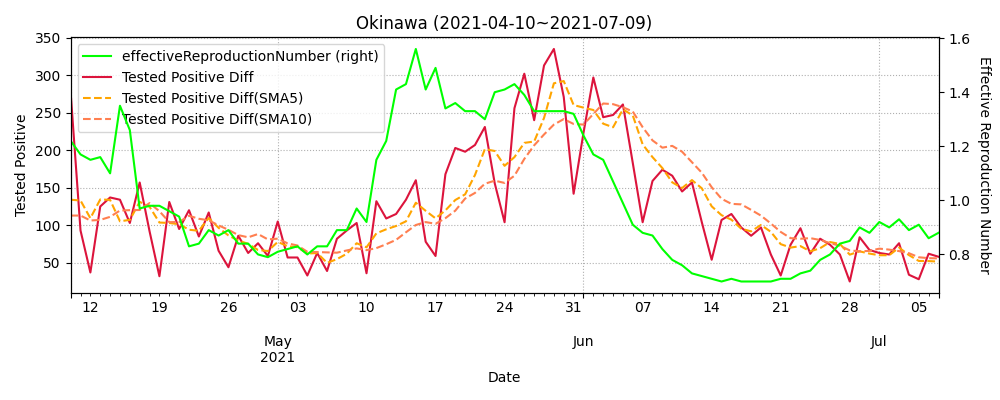 Okinawa (2021-04-10~2021-07-09)
effectiveReproductionNumber (right)
Tested Positive Diff
Tested Positive Diff(SMA5)
Tested Positive Diff(SMA10)
Tested Positive
350
300
250
200
150
100
50
1.6
1.4
1.2
1.0
0.8
Effective Reproduction Number
12 19 26 03 10 17 24 31 07 14 21 28 05
May Jun Jul
2021
Date